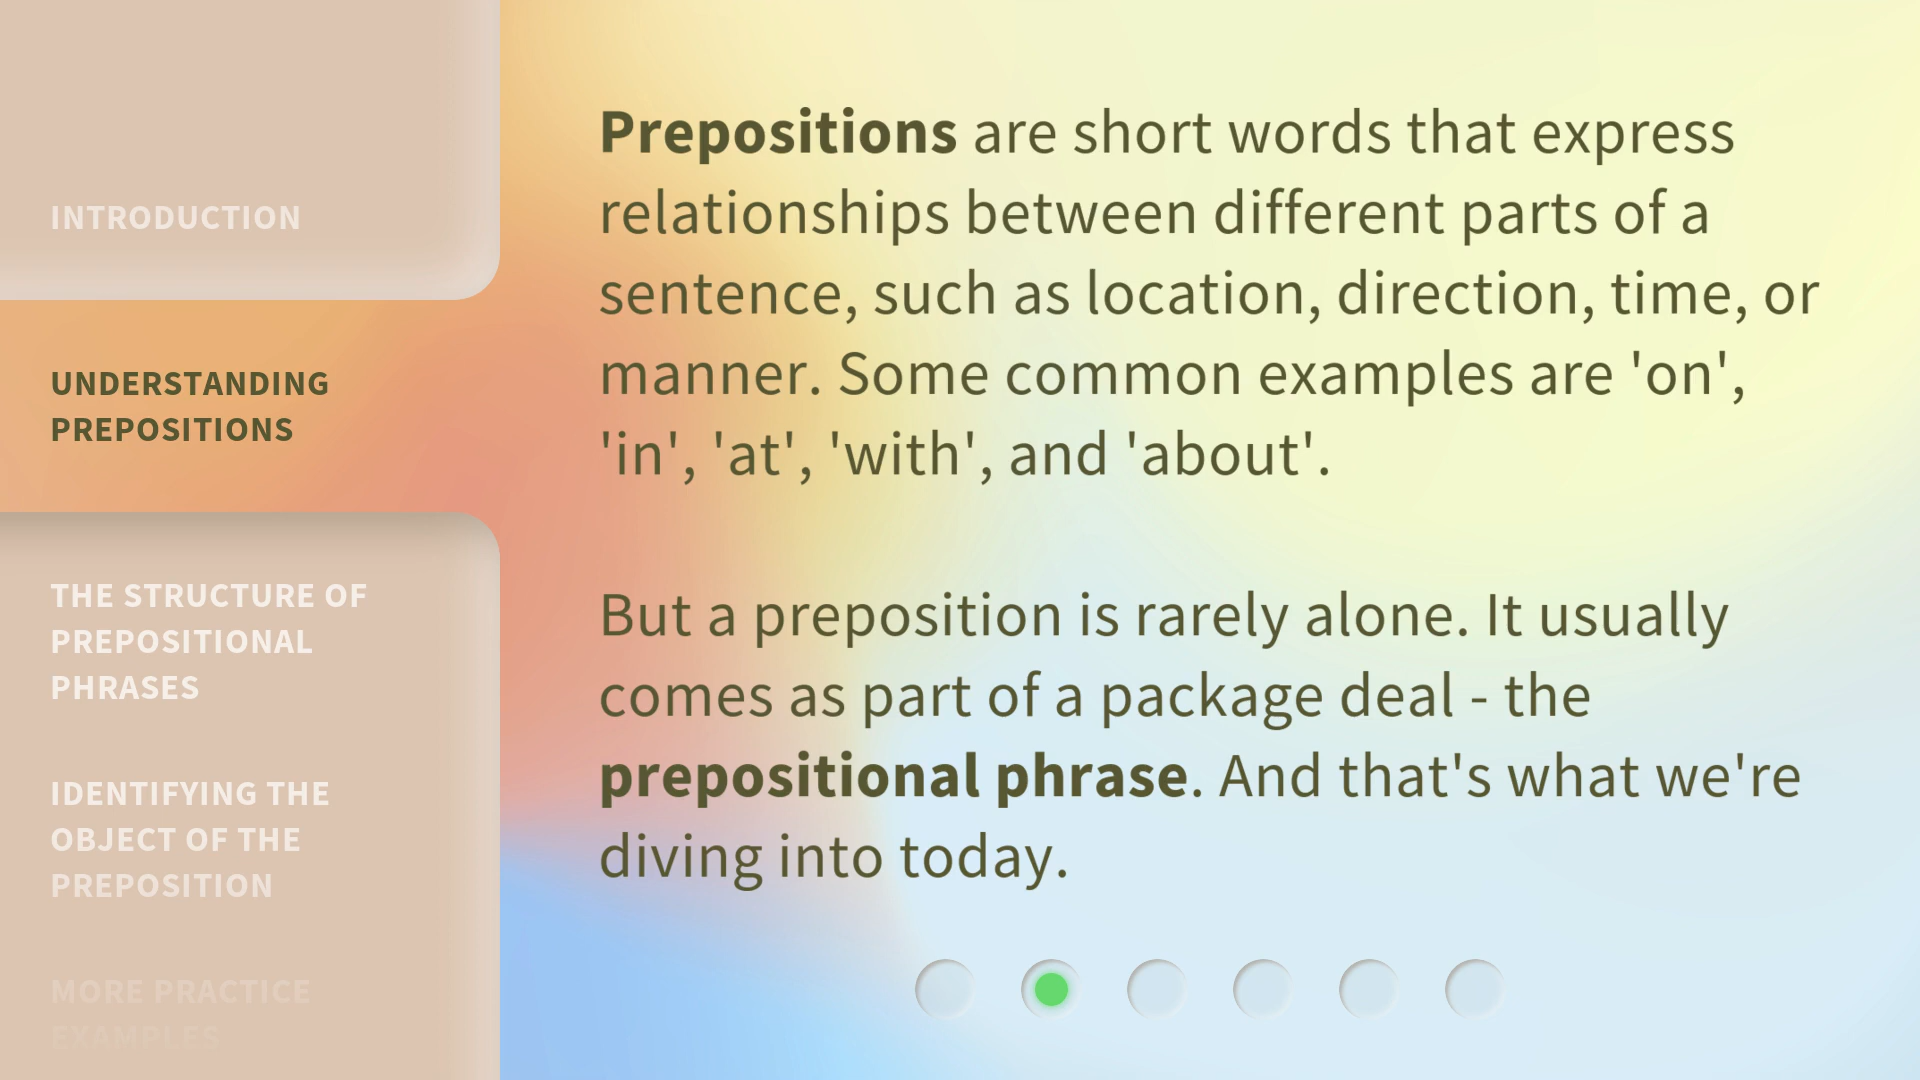 INTRODUCTION
UNDERSTANDING
PREPOSITIONS
THE STRUCTURE OF
PREPOSITIONAL
PHRASES
IDENTIFYING THE
OBJECT OF THE
PREPOSITION
MORE PRACTICE
EXAMPLES
Prepositions are short words that express
relationships between different parts of a
sentence, such as location, direction, time, or
manner. Some common examples are 'on',
'in', 'at', 'with', and 'about'.
But a preposition is rarely alone. It usually
comes as part of a package deal - the
prepositional phrase. And that's what we're
diving into today.